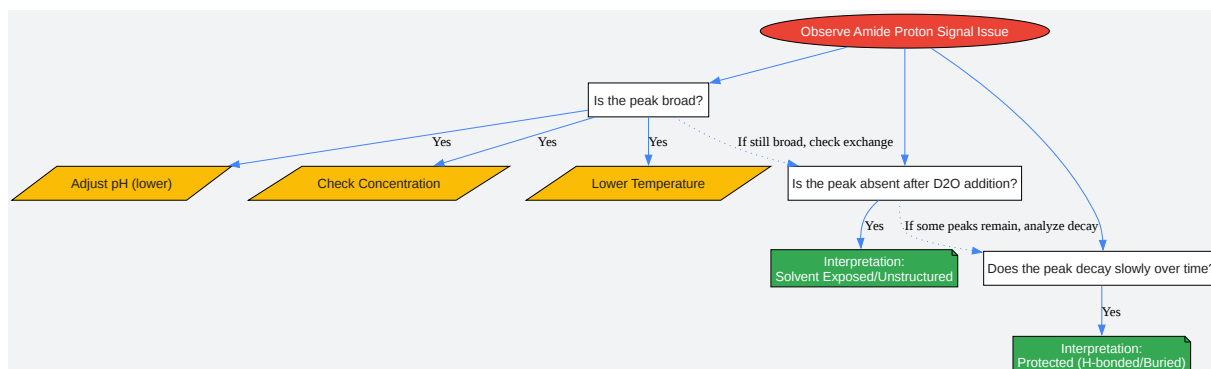 Observe Amide Proton Signal Issue
Is the peak broad?
Yes
Yes
Yes
If still broad, check exchange
Adjust pH (lower)
Check Concentration
Lower Temperature
Is the peak absent after D2O addition?
Yes
If some peaks remain, analyze decay
Interpretation:
Solvent Exposed/Unstructured
Does the peak decay slowly over time?
Yes
Interpretation:
Protected (H-bonded/Buried)